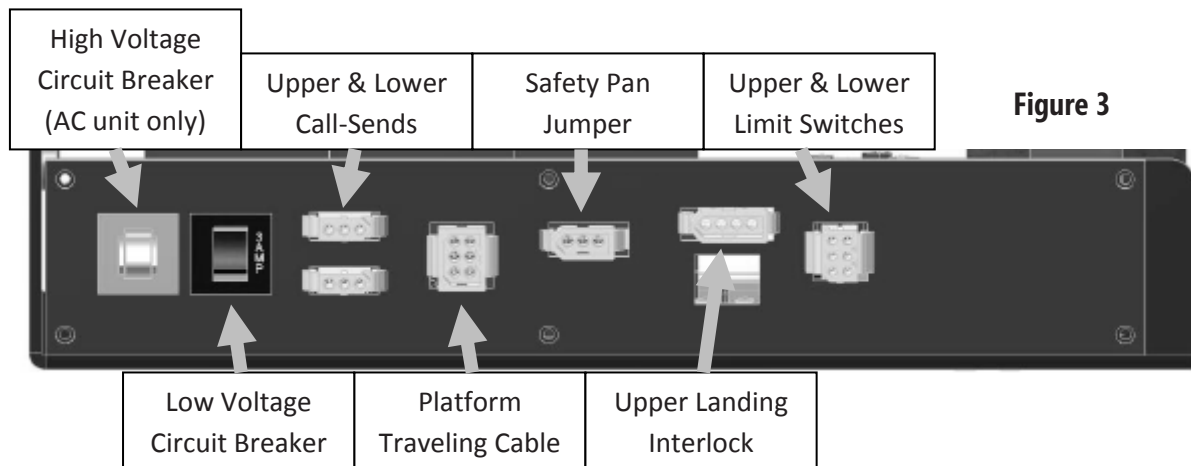 High Voltage
Circuit Breaker
(AC unit only)
Upper & Lower
Call-Sends
Safety Pan
Jumper
Upper & Lower
Limit Switches
Figure 3
3 AMP
Low Voltage
Circuit Breaker
Platform
Traveling Cable
Upper Landing
Interlock